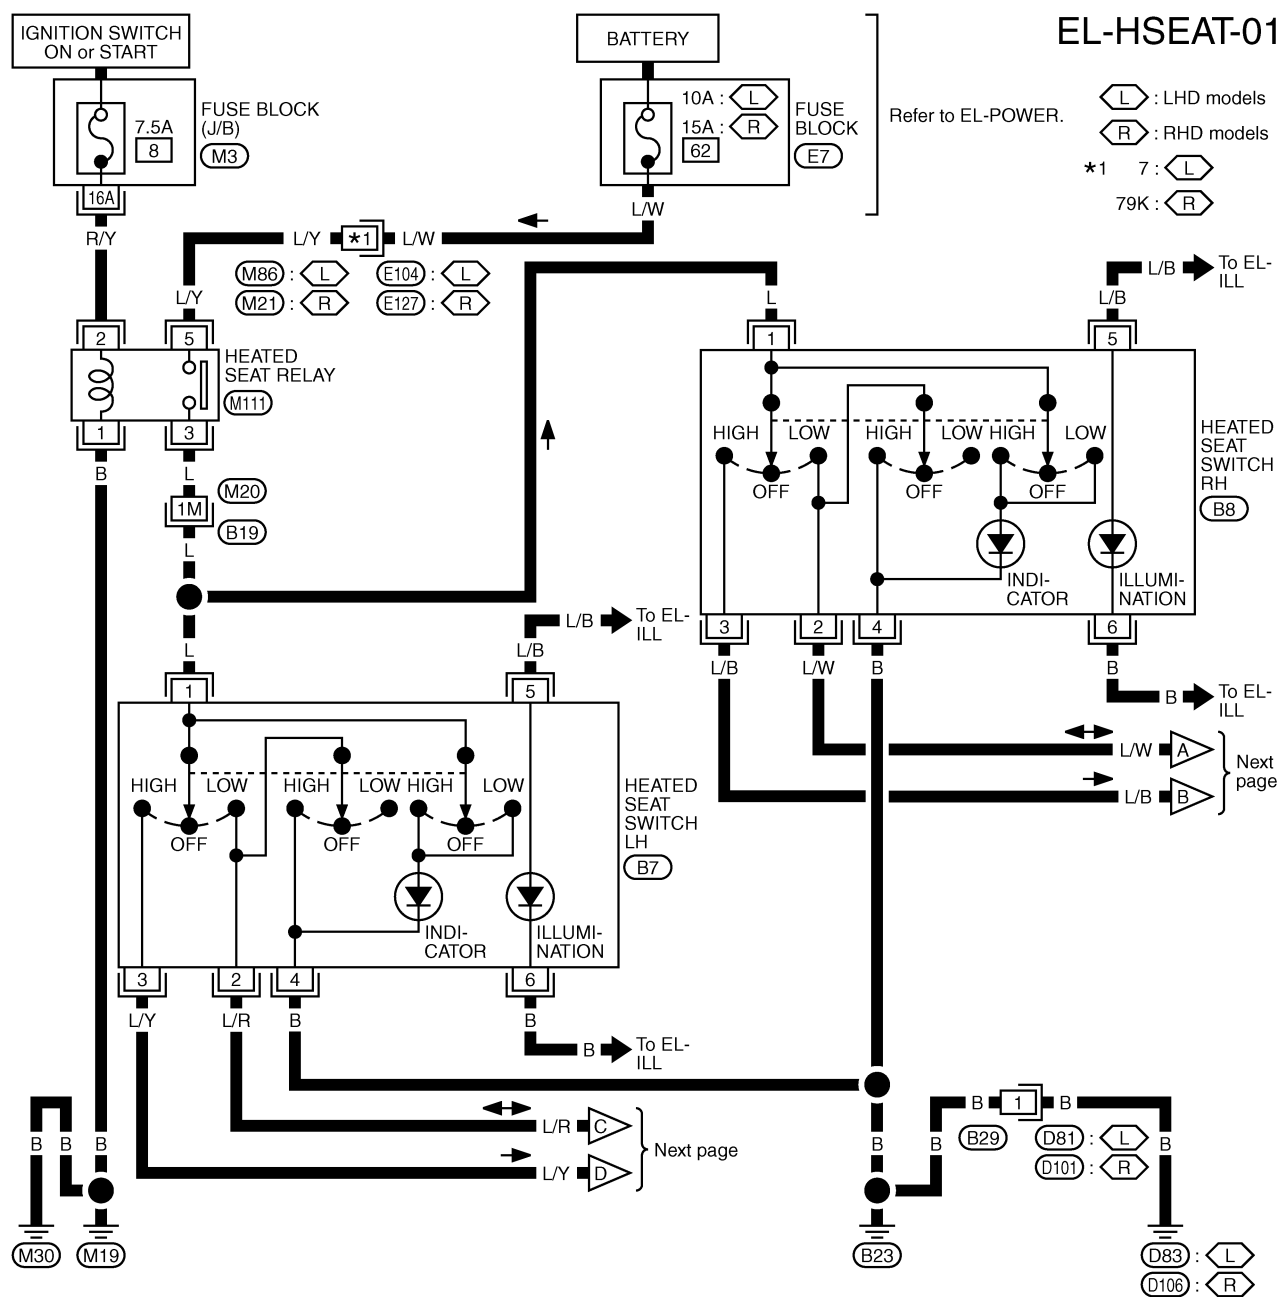 IGNITION SWITCH
ON or START
BATTERY
EL-HSEAT-01
7.5A
8
FUSE BLOCK
(J/B)
M3
10A : L
15A : R
62
FUSE
BLOCK
E7
Refer to EL-POWER.
L : LHD models
R : RHD models
*1 7 : L
79K : R
16A
R/Y
L/W
L/Y *1 L/W
M86 : L E104 : L
M21 : R E127 : R
L/Y
L
L/B To EL-
ILL
L/B
2 5
HEATED
SEAT RELAY
M111
1 3
B L
1M
M20
B19
L
1 5
HIGH LOW HIGH LOW HIGH LOW
OFF OFF OFF
INDI-
CATOR
ILLUMI-
NATION
HEATED
SEAT
SWITCH
RH
B8
3 2 4 6
L/B L/W B B
B To EL-
ILL
L/W A
L/B B
Next
page
L
L/B To EL-
ILL
L/B
1 5
HIGH LOW HIGH LOW HIGH LOW
OFF OFF OFF
INDI-
CATOR
ILLUMI-
NATION
HEATED
SEAT
SWITCH
LH
B7
3 2 4 6
L/Y L/R B B
B To EL-
ILL
L/R C
L/Y D
Next page
B B B
M30 M19
B B
B 1 B
B29 D81 : L
D101 : R
B
B23
D83 : L
D106 : R